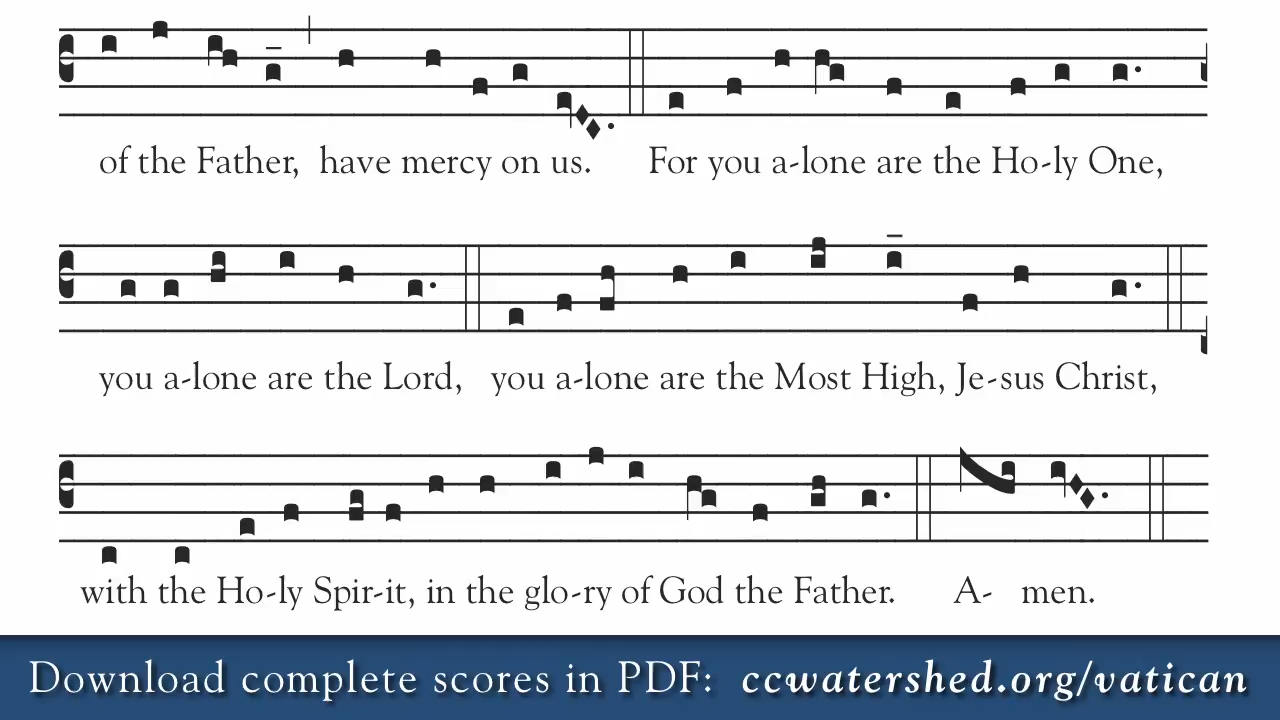 of the Father, have mercy on us. For you a-lone are the Ho-ly One,
you a-lone are the Lord, you a-lone are the Most High, Je-sus Christ,
with the Ho-ly Spir-it, in the glo-ry of God the Father. A- men.
Download complete scores in PDF: ccwatershed.org/vatican